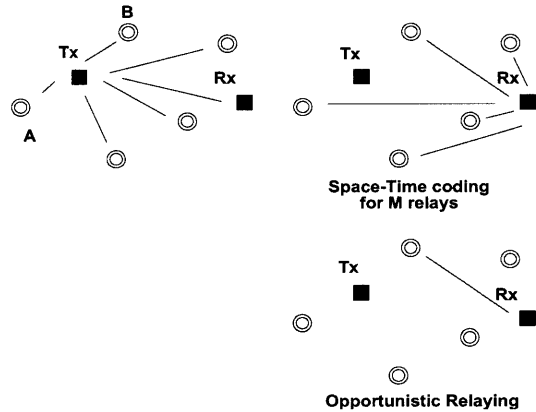 B
Tx
Rx
A
Tx
Rx
Space-Time coding
for M relays
Tx
Rx
Opportunistic Relaying